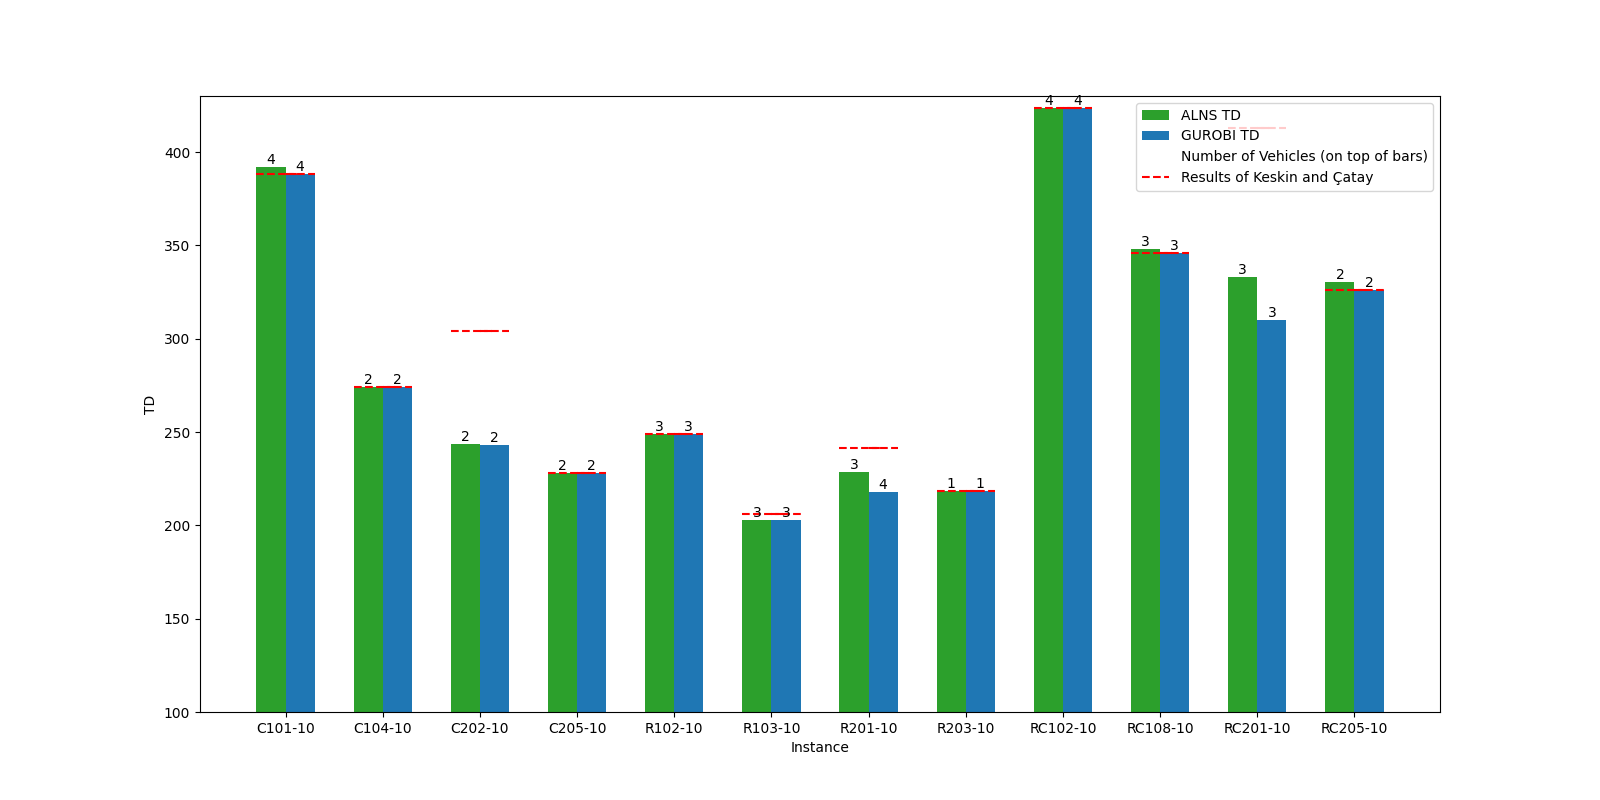 ALNS TD
GUROBI TD
Number of Vehicles (on top of bars)
Results of Keskin and Çatay
TD
400
350
300
250
200
150
100
4 4
2 2
2 2
2 2
3 3
3 3
3 4
1 1
4 4
3 3
3 3
2 2
C101-10 C104-10 C202-10 C205-10 R102-10 R103-10 R201-10 R203-10 RC102-10 RC108-10 RC201-10 RC205-10
Instance